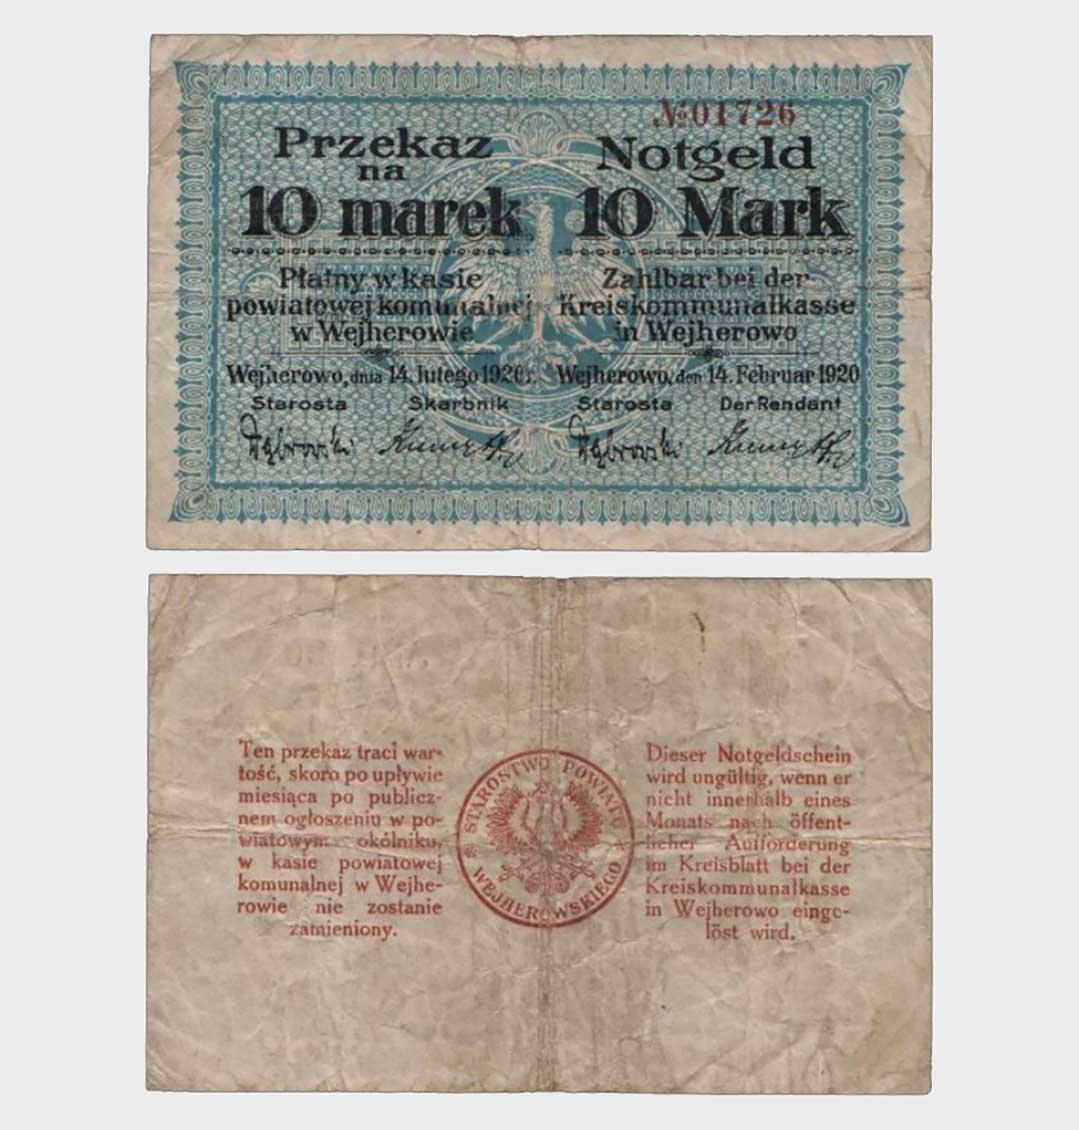 № 01726
Przekaz
na
10 marek
Płatny w kasie
powiatowej komunalnej
w Wejherowie
Wejherowo, dnia 14. lutego 1920 r.
Starosta Skarbnik
Dąbrowski
Notgeld
10 Mark
Zahlbar bei der
Kreiskommunalkasse
in Wejherowo
Wejherowo, den 14. Februar 1920
Starosta Der Rendant
Dąbrowski
Ten przekaz traci war-
tość, skoro po upływie
miesiąca po publicz-
nem ogłoszeniu w po-
wiatowym okólniku,
w kasie powiatowej
komunalnej w Wejhe-
rowie nie zostanie
zamieniony.
STAROSTWO POWIATU
WEJHEROWSKIEGO
Dieser Notgeldschein
wird ungültig, wenn er
nicht innerhalb eines
Monats nach öffent-
licher Aufforderung
im Kreisblatt bei der
Kreiskommunalkasse
in Wejherowo einge-
löst wird.